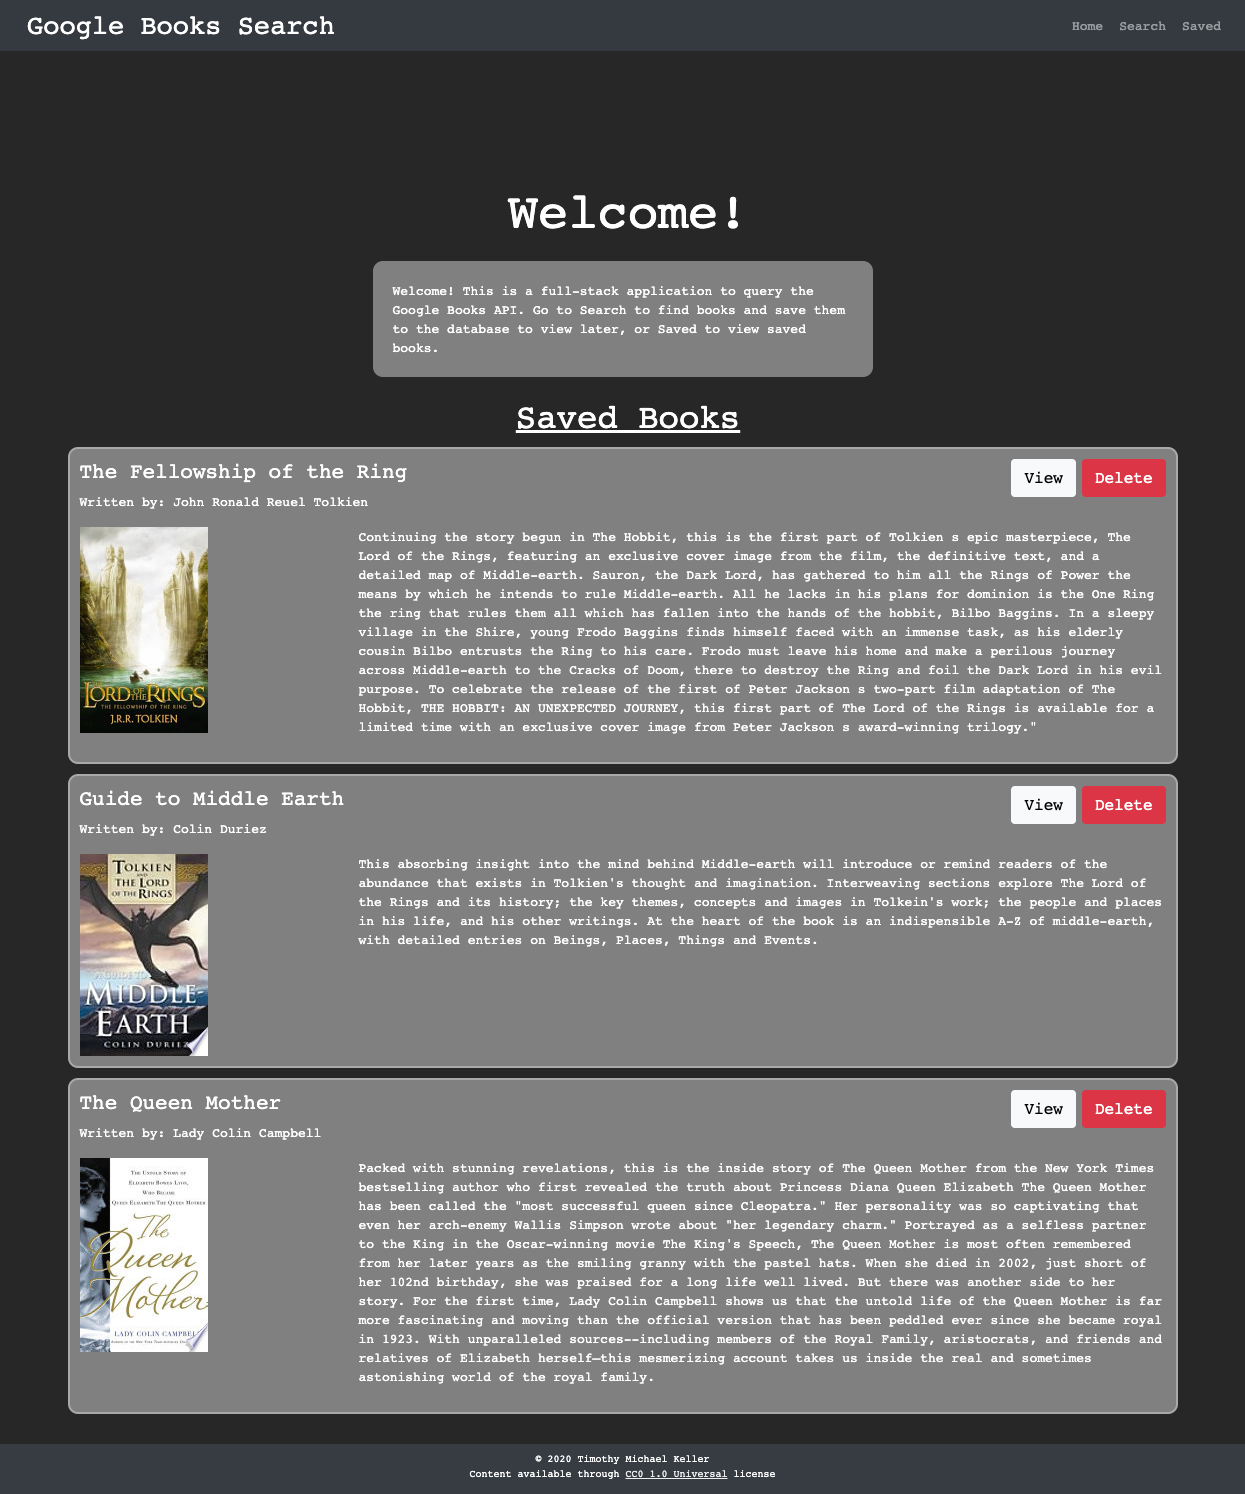 Google Books Search
Home Search Saved
Welcome!
Welcome! This is a full-stack application to query the
Google Books API. Go to Search to find books and save them
to the database to view later, or Saved to view saved
books.
Saved Books
The Fellowship of the Ring
View Delete
Written by: John Ronald Reuel Tolkien
LORD OF THE RINGS
THE FELLOWSHIP OF THE RING
J.R.R. TOLKIEN
Continuing the story begun in The Hobbit, this is the first part of Tolkien s epic masterpiece, The
Lord of the Rings, featuring an exclusive cover image from the film, the definitive text, and a
detailed map of Middle-earth. Sauron, the Dark Lord, has gathered to him all the Rings of Power the
means by which he intends to rule Middle-earth. All he lacks in his plans for dominion is the One Ring
the ring that rules them all which has fallen into the hands of the hobbit, Bilbo Baggins. In a sleepy
village in the Shire, young Frodo Baggins finds himself faced with an immense task, as his elderly
cousin Bilbo entrusts the Ring to his care. Frodo must leave his home and make a perilous journey
across Middle-earth to the Cracks of Doom, there to destroy the Ring and foil the Dark Lord in his evil
purpose. To celebrate the release of the first of Peter Jackson s two-part film adaptation of The
Hobbit, THE HOBBIT: AN UNEXPECTED JOURNEY, this first part of The Lord of the Rings is available for a
limited time with an exclusive cover image from Peter Jackson s award-winning trilogy."
Guide to Middle Earth
View Delete
Written by: Colin Duriez
TOLKIEN
AND
THE LORD
OF THE RINGS
A GUIDE TO
MIDDLE-
EARTH
COLIN DURIEZ
This absorbing insight into the mind behind Middle-earth will introduce or remind readers of the
abundance that exists in Tolkien's thought and imagination. Interweaving sections explore The Lord of
the Rings and its history; the key themes, concepts and images in Tolkein's work; the people and places
in his life, and his other writings. At the heart of the book is an indispensible A-Z of middle-earth,
with detailed entries on Beings, Places, Things and Events.
The Queen Mother
View Delete
Written by: Lady Colin Campbell
THE UNTOLD STORY OF
ELIZABETH BOWES LYON,
WHO BECAME
QUEEN ELIZABETH THE QUEEN MOTHER
The
Queen
Mother
LADY COLIN CAMPBEL
Packed with stunning revelations, this is the inside story of The Queen Mother from the New York Times
bestselling author who first revealed the truth about Princess Diana Queen Elizabeth The Queen Mother
has been called the "most successful queen since Cleopatra." Her personality was so captivating that
even her arch-enemy Wallis Simpson wrote about "her legendary charm." Portrayed as a selfless partner
to the King in the Oscar-winning movie The King's Speech, The Queen Mother is most often remembered
from her later years as the smiling granny with the pastel hats. When she died in 2002, just short of
her 102nd birthday, she was praised for a long life well lived. But there was another side to her
story. For the first time, Lady Colin Campbell shows us that the untold life of the Queen Mother is far
more fascinating and moving than the official version that has been peddled ever since she became royal
in 1923. With unparalleled sources--including members of the Royal Family, aristocrats, and friends and
relatives of Elizabeth herself—this mesmerizing account takes us inside the real and sometimes
astonishing world of the royal family.
© 2020 Timothy Michael Keller
Content available through CC0 1.0 Universal license